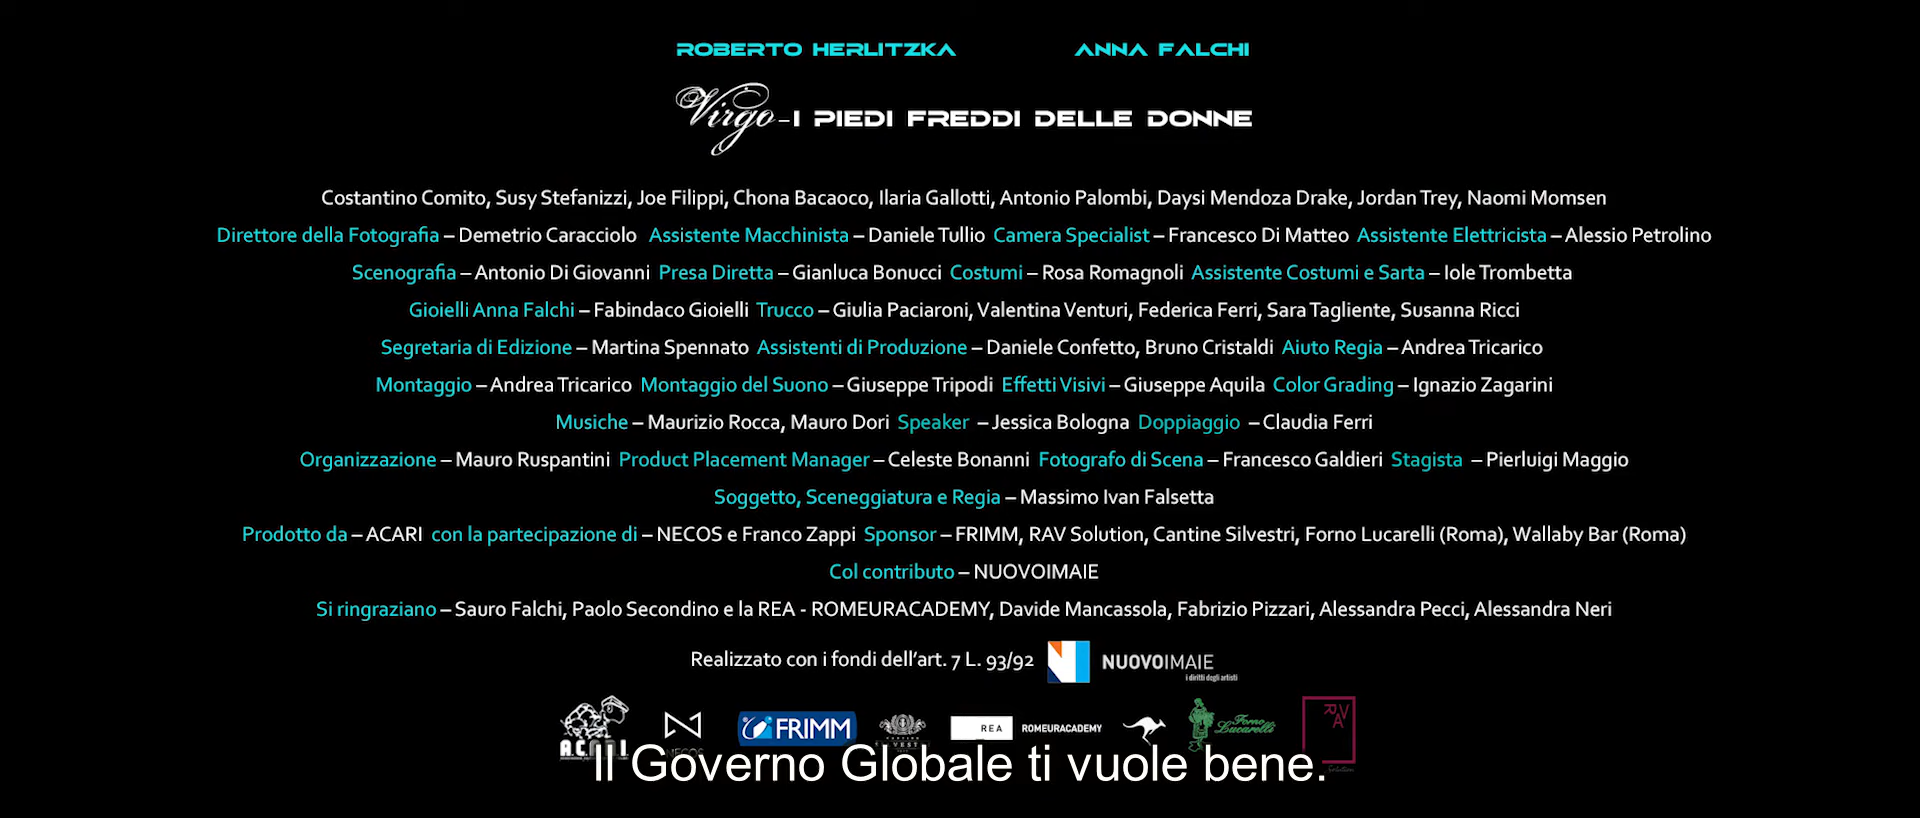 ROBERTO HERLITZKA ANNA FALCHI
Virgo – I PIEDI FREDDI DELLE DONNE
Costantino Comito, Susy Stefanizzi, Joe Filippi, Chona Bacaoco, Ilaria Gallotti, Antonio Palombi, Daysi Mendoza Drake, Jordan Trey, Naomi Momsen
Direttore della Fotografia – Demetrio Caracciolo Assistente Macchinista – Daniele Tullio Camera Specialist – Francesco Di Matteo Assistente Elettricista – Alessio Petrolino
Scenografia – Antonio Di Giovanni Presa Diretta – Gianluca Bonucci Costumi – Rosa Romagnoli Assistente Costumi e Sarta – Iole Trombetta
Gioielli Anna Falchi – Fabindaco Gioielli Trucco – Giulia Paciaroni, Valentina Venturi, Federica Ferri, Sara Tagliente, Susanna Ricci
Segretaria di Edizione – Martina Spennato Assistenti di Produzione – Daniele Confetto, Bruno Cristaldi Aiuto Regia – Andrea Tricarico
Montaggio – Andrea Tricarico Montaggio del Suono – Giuseppe Tripodi Effetti Visivi – Giuseppe Aquila Color Grading – Ignazio Zagarini
Musiche – Maurizio Rocca, Mauro Dori Speaker – Jessica Bologna Doppiaggio – Claudia Ferri
Organizzazione – Mauro Ruspantini Product Placement Manager – Celeste Bonanni Fotografo di Scena – Francesco Galdieri Stagista – Pierluigi Maggio
Soggetto, Sceneggiatura e Regia – Massimo Ivan Falsetta
Prodotto da – ACARI con la partecipazione di – NECOS e Franco Zappi Sponsor – FRIMM, RAV Solution, Cantine Silvestri, Forno Lucarelli (Roma), Wallaby Bar (Roma)
Col contributo – NUOVOIMAIE
Si ringraziano – Sauro Falchi, Paolo Secondino e la REA - ROMEURACADEMY, Davide Mancassola, Fabrizio Pizzari, Alessandra Pecci, Alessandra Neri
Realizzato con i fondi dell'art. 7 L. 93/92 NUOVOIMAIE
i diritti degli artisti
FRIMM REA ROMEURACADEMY Forno Lucarelli RAV
A.C.A.R.I NECOS Solution
Il Governo Globale ti vuole bene.